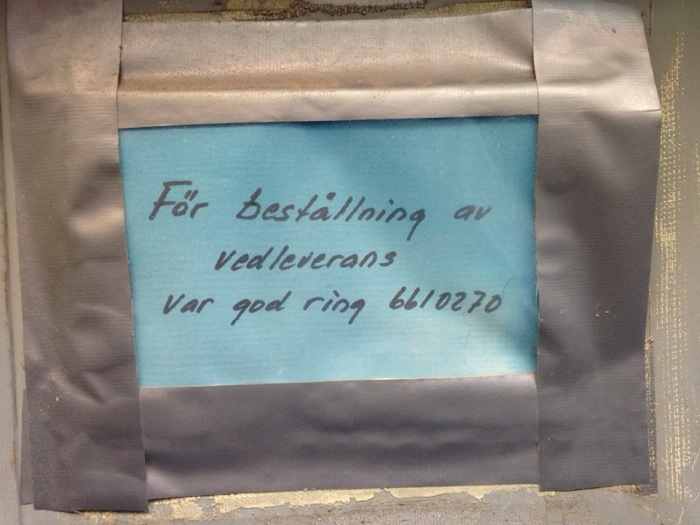 För beställning av
vedleverans
var god ring 6610270